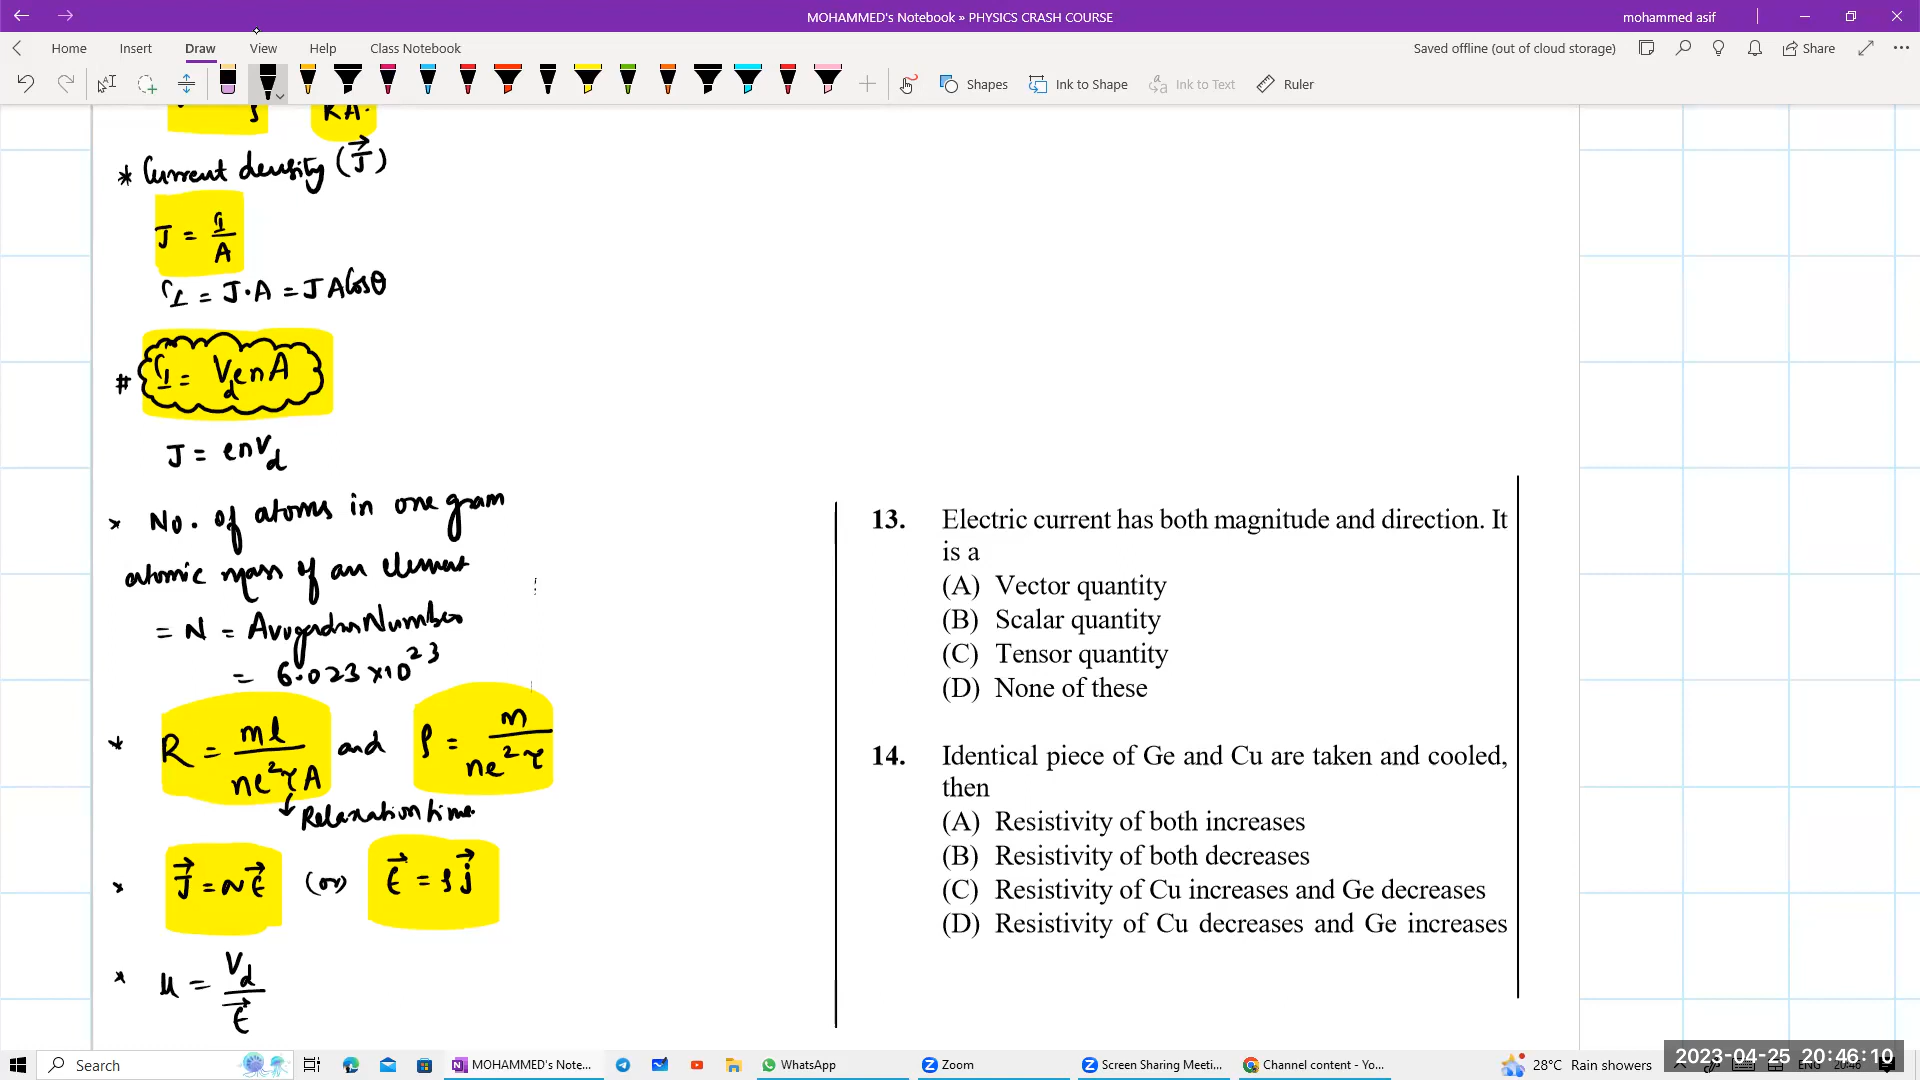 MOHAMMED's Notebook » PHYSICS CRASH COURSE
mohammed asif
Home Insert Draw View Help Class Notebook
Saved offline (out of cloud storage)
Share
Shapes Ink to Shape Ink to Text Ruler
RA.
* Current density (J→)
J = I/A
I = J·A = JA Cosθ
# I = VdenA
J = enVd
* No. of atoms in one gram
atomic mass of an element
= N =
= 6.023 × 10^23
* R = ml/ne²τA and ρ = m/ne²τ
↓ Relaxation time
* J→ = σE→ (or) E→ = ρj→
* μ = Vd/E→
13. Electric current has both magnitude and direction. It
is a
(A) Vector quantity
(B) Scalar quantity
(C) Tensor quantity
(D) None of these
14. Identical piece of Ge and Cu are taken and cooled,
then
(A) Resistivity of both increases
(B) Resistivity of both decreases
(C) Resistivity of Cu increases and Ge decreases
(D) Resistivity of Cu decreases and Ge increases
Search
MOHAMMED's Note...
WhatsApp
Zoom
Screen Sharing Meeti...
Channel content - Yo...
28°C Rain showers
2023-04-25 20:46:10